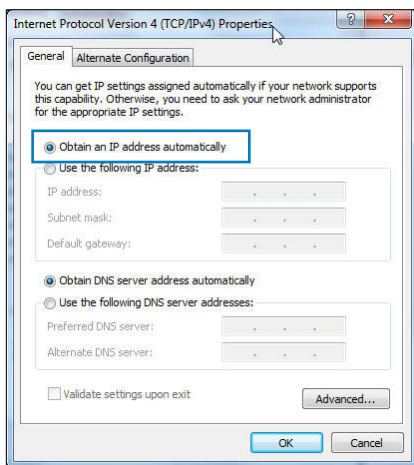 Internet Protocol Version 4 (TCP/IPv4) Properties
General Alternate Configuration
You can get IP settings assigned automatically if your network supports
this capability. Otherwise, you need to ask your network administrator
for the appropriate IP settings.
Obtain an IP address automatically
Use the following IP address:
IP address:
Subnet mask:
Default gateway:
Obtain DNS server address automatically
Use the following DNS server addresses:
Preferred DNS server:
Alternate DNS server:
Validate settings upon exit
Advanced...
OK Cancel